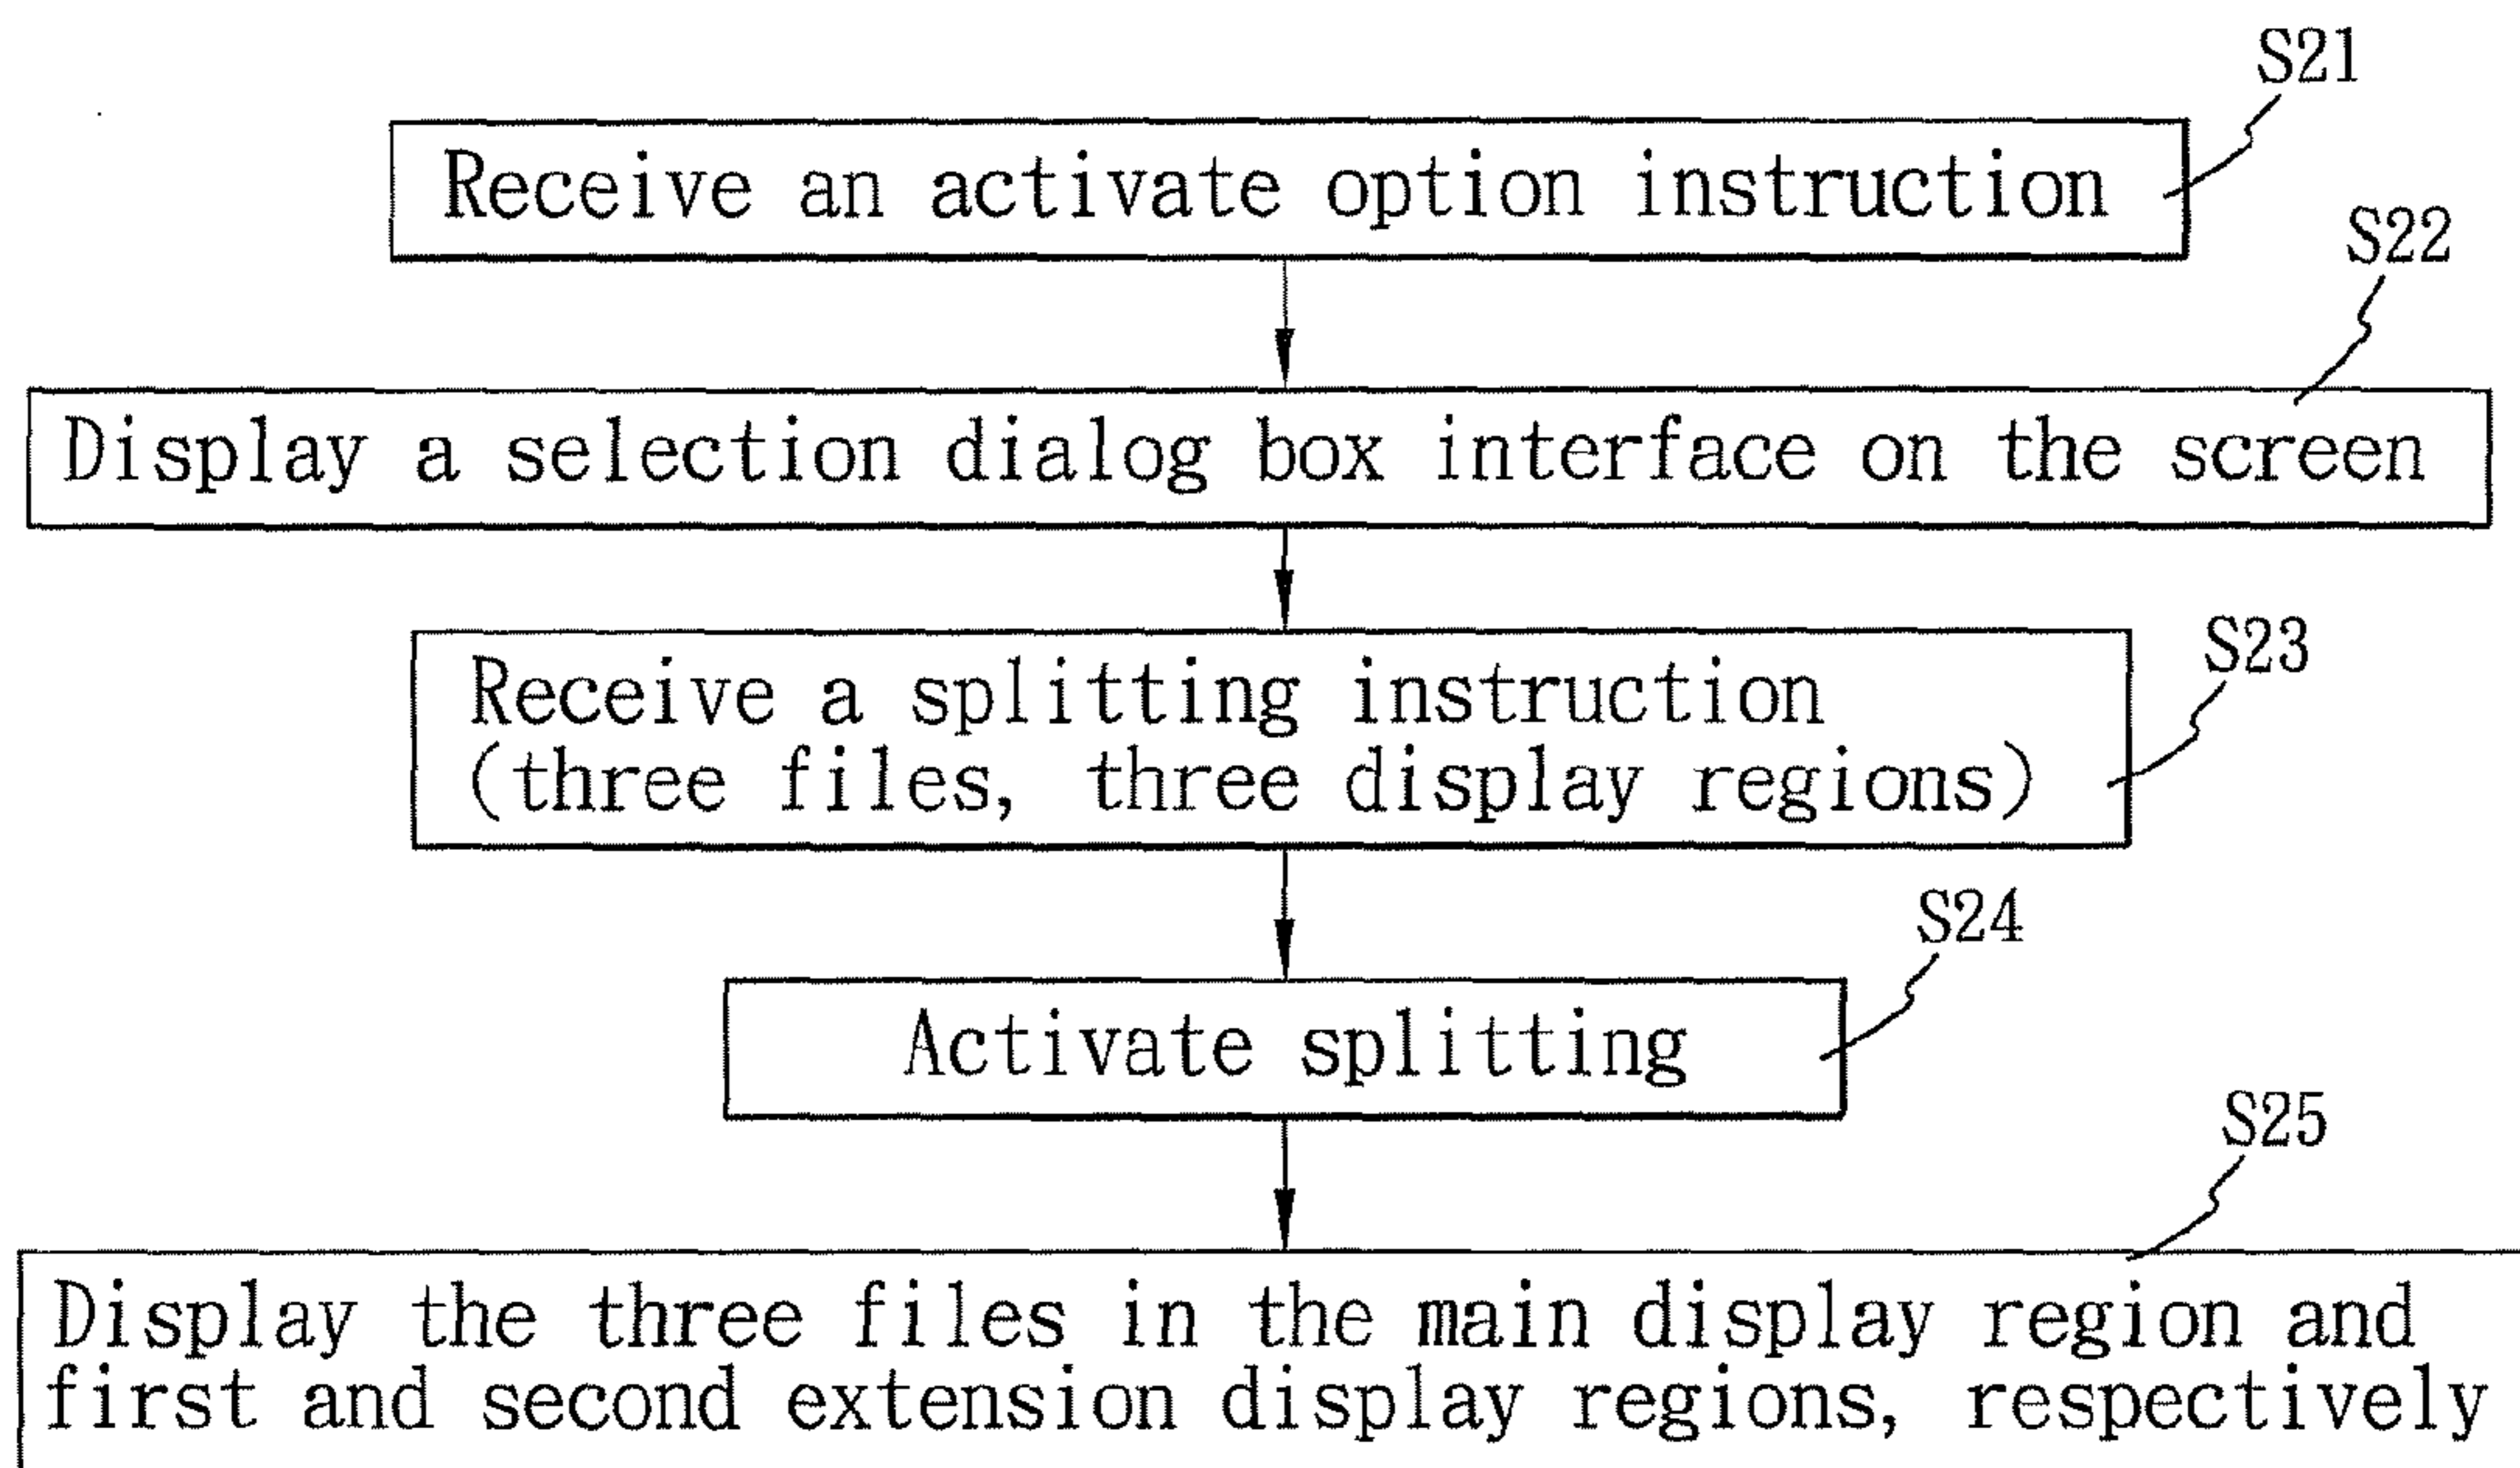 S21
Receive an activate option instruction
S22
Display a selection dialog box interface on the screen
S23
Receive a splitting instruction
(three files, three display regions)
S24
Activate splitting
S25
Display the three files in the main display region and
first and second extension display regions, respectively